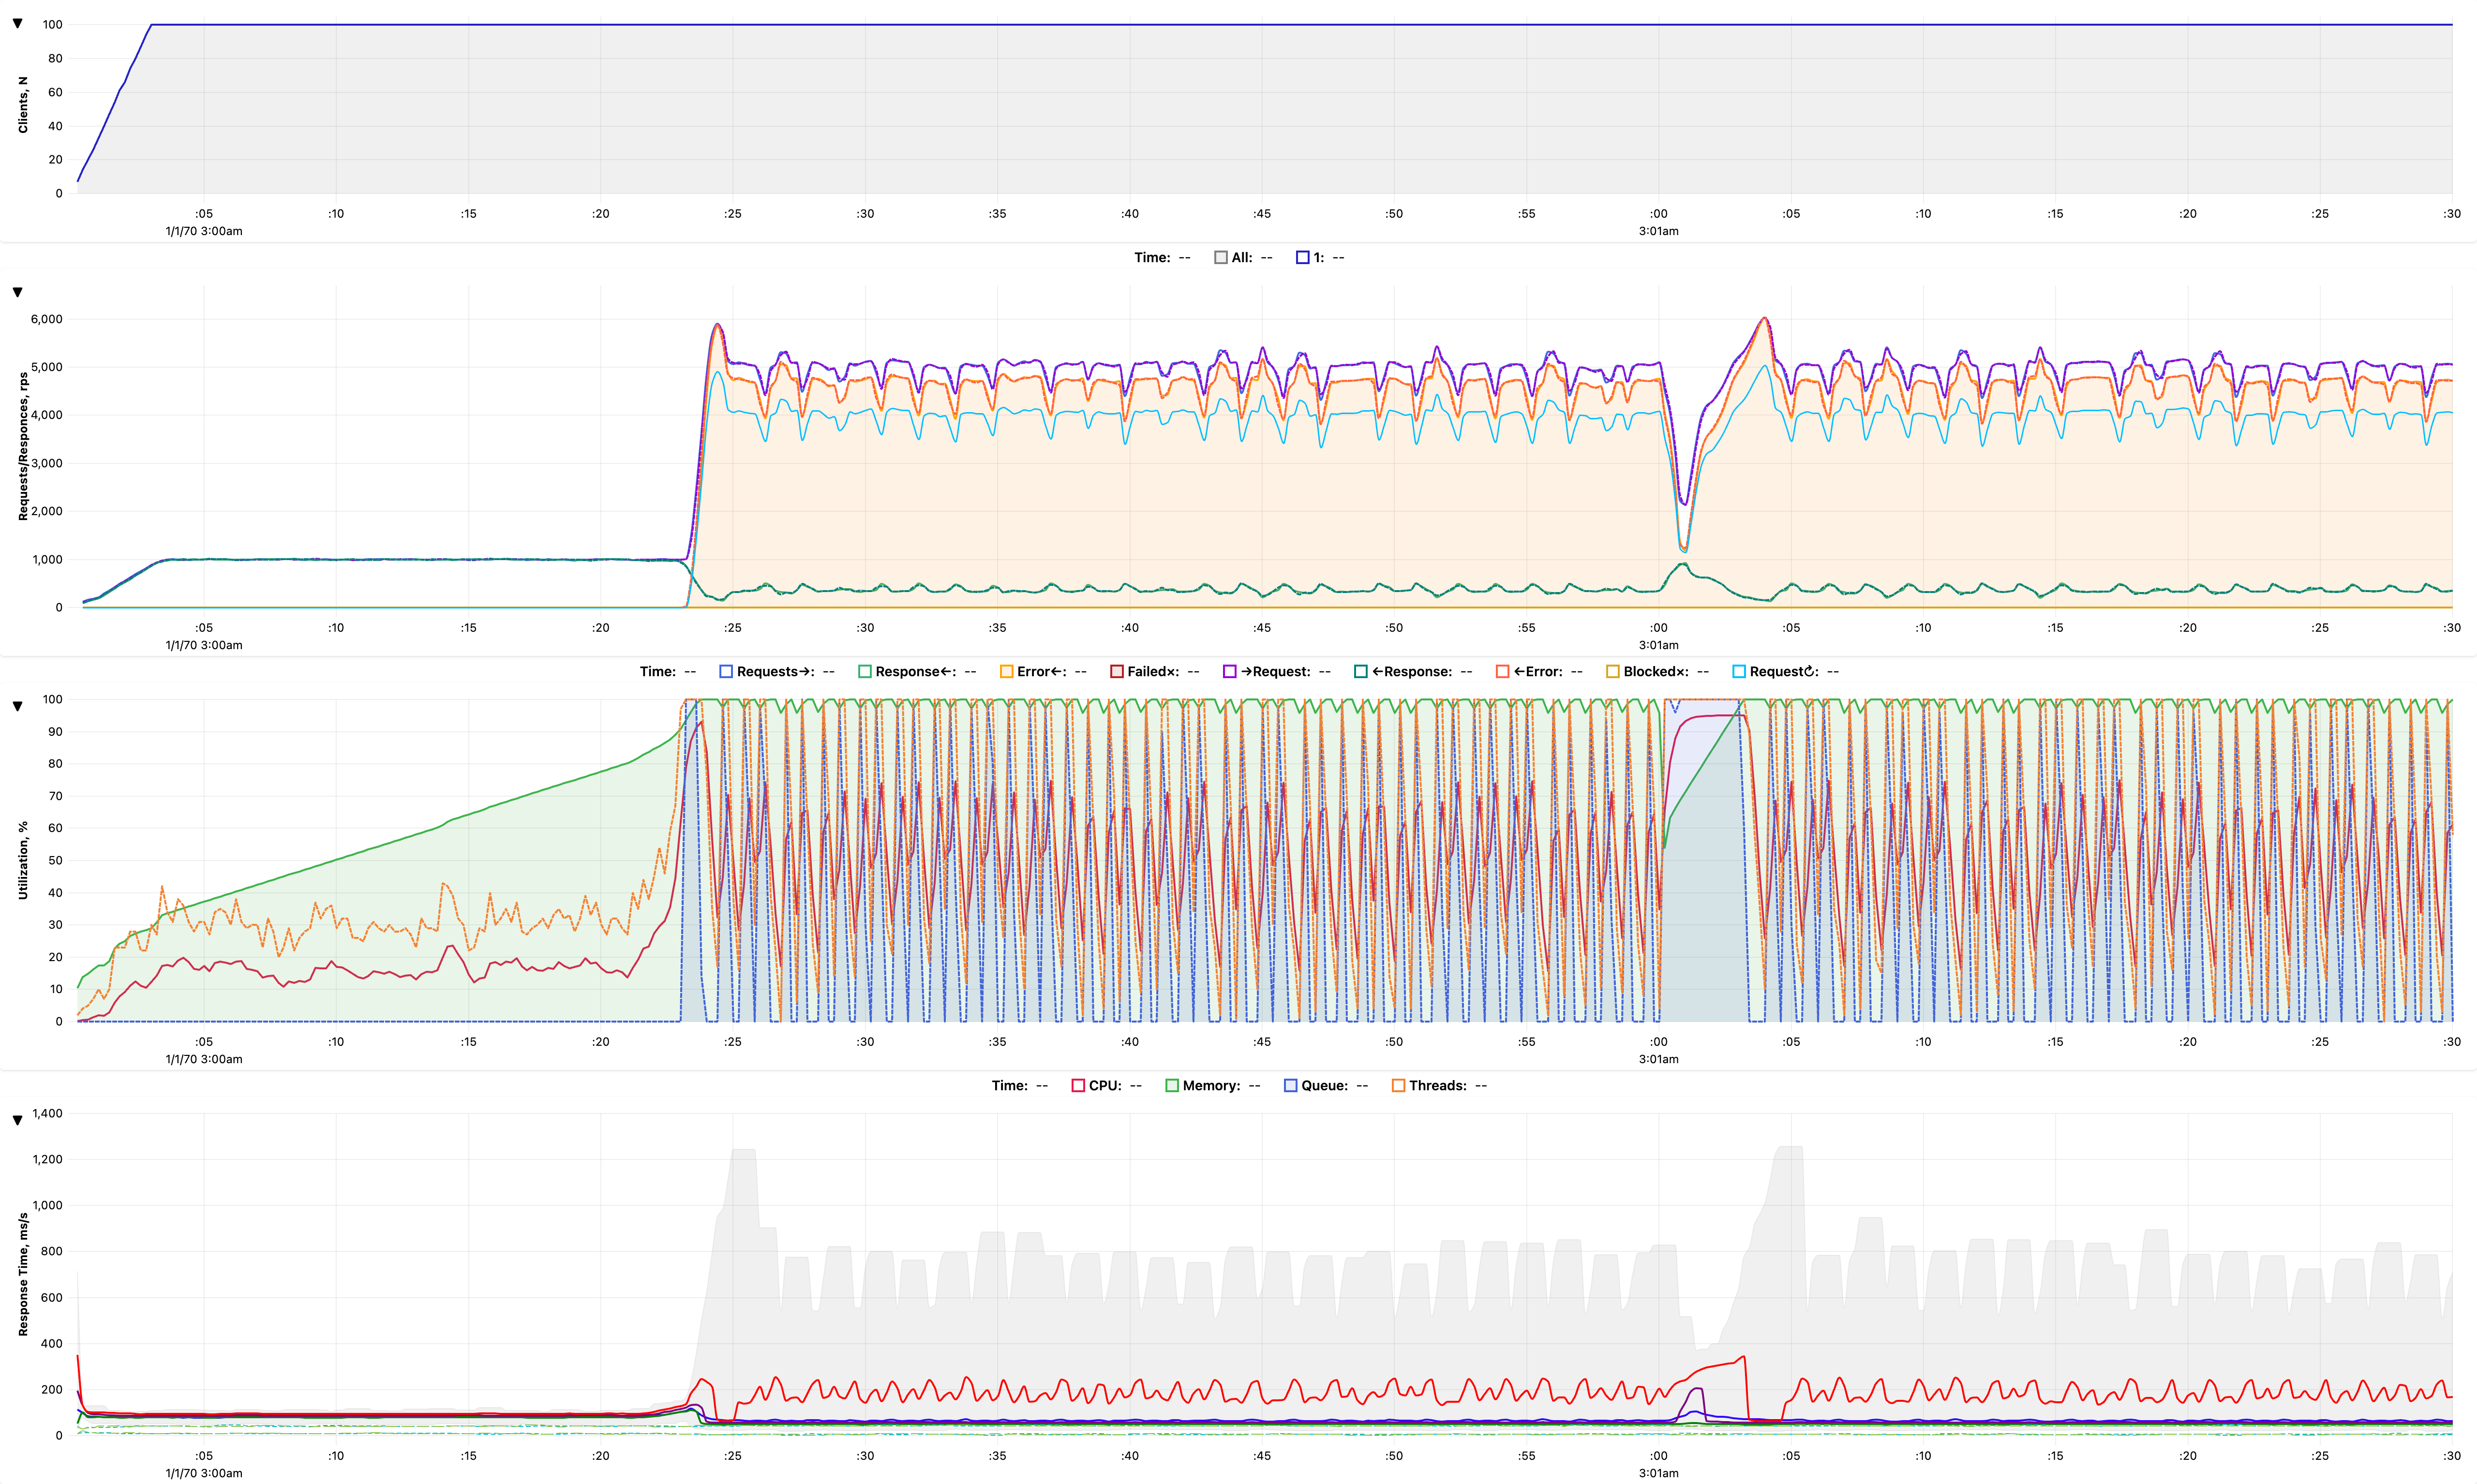 ▼
Clients, N
100
80
60
40
20
0
:05 :10 :15 :20 :25 :30 :35 :40 :45 :50 :55 :00 :05 :10 :15 :20 :25 :30
1/1/70 3:00am 3:01am
Time: -- All: -- 1: --
▼
Requests/Responses, rps
6,000
5,000
4,000
3,000
2,000
1,000
0
:05 :10 :15 :20 :25 :30 :35 :40 :45 :50 :55 :00 :05 :10 :15 :20 :25 :30
1/1/70 3:00am 3:01am
Time: -- Requests→: -- Response←: -- Error←: -- Failed×: -- →Request: -- ←Response: -- ←Error: -- Blocked×: -- Request↻: --
▼
Utilization, %
100
90
80
70
60
50
40
30
20
10
0
:05 :10 :15 :20 :25 :30 :35 :40 :45 :50 :55 :00 :05 :10 :15 :20 :25 :30
1/1/70 3:00am 3:01am
Time: -- CPU: -- Memory: -- Queue: -- Threads: --
▼
Response Time, ms/s
1,400
1,200
1,000
800
600
400
200
0
:05 :10 :15 :20 :25 :30 :35 :40 :45 :50 :55 :00 :05 :10 :15 :20 :25 :30
1/1/70 3:00am 3:01am